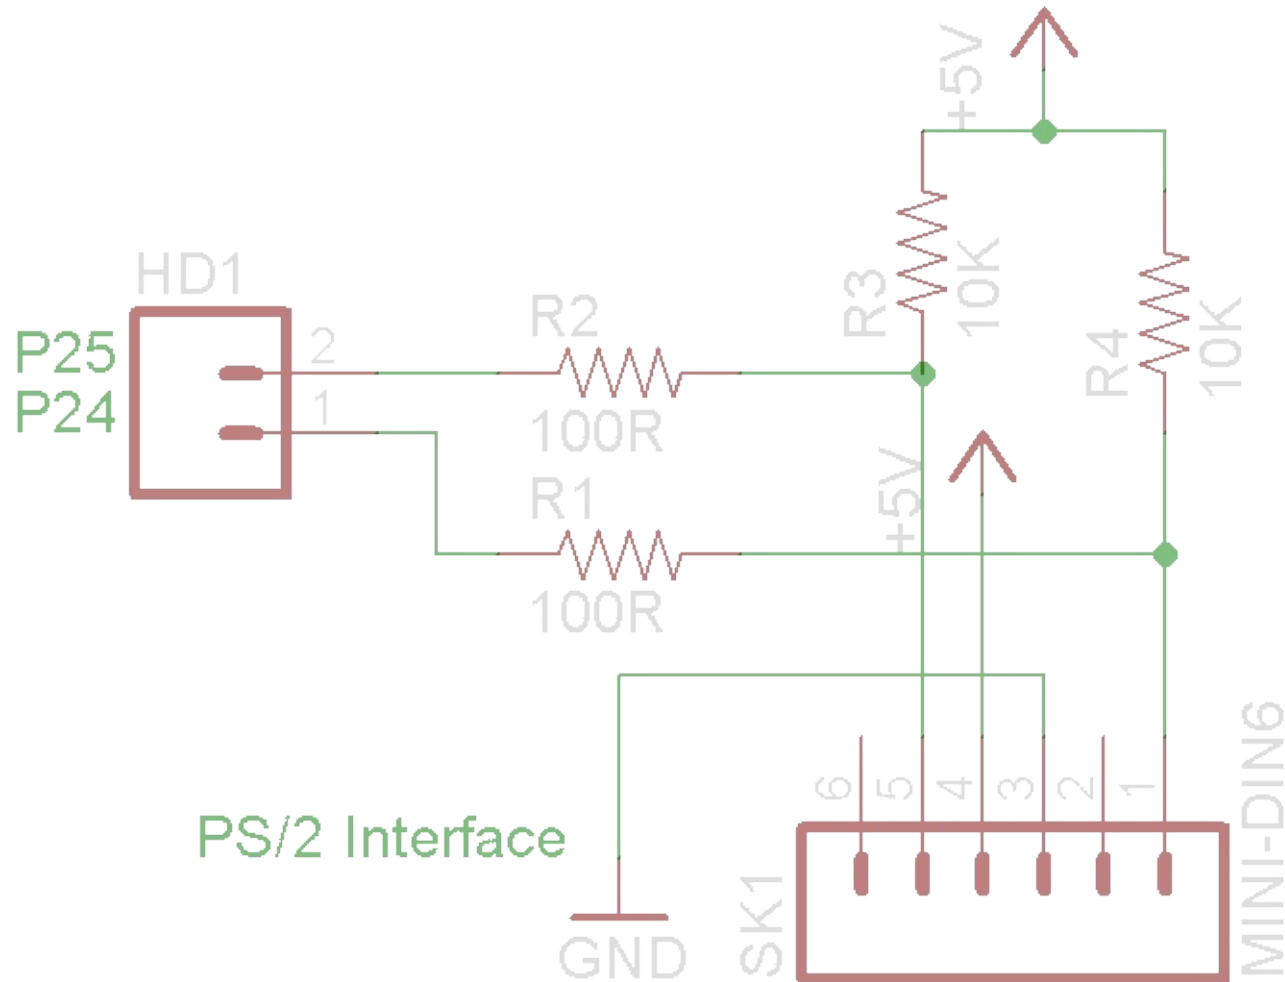 +5V
HD1
P25
2
P24
1
R2
100R
R3
10K
R4
10K
+5V
R1
100R
6
5
4
3
2
1
PS/2 Interface
GND
SK1
MINI-DIN6